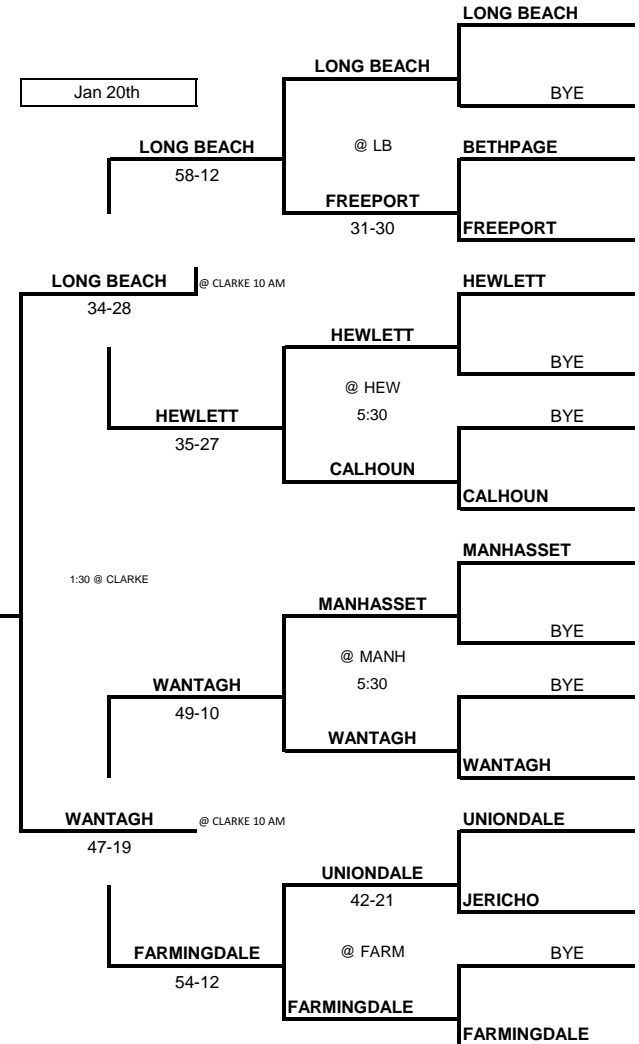 LONG BEACH
LONG BEACH
Jan 20th
BYE
LONG BEACH
@ LB
BETHPAGE
58-12
FREEPORT
31-30
FREEPORT
LONG BEACH
@ CLARKE 10 AM
HEWLETT
34-28
HEWLETT
BYE
@ HEW
HEWLETT
5:30
BYE
35-27
CALHOUN
CALHOUN
MANHASSET
1:30 @ CLARKE
MANHASSET
BYE
@ MANH
WANTAGH
5:30
BYE
49-10
WANTAGH
WANTAGH
WANTAGH
@ CLARKE 10 AM
UNIONDALE
47-19
UNIONDALE
42-21
JERICHO
FARMINGDALE
@ FARM
BYE
54-12
FARMINGDALE
FARMINGDALE